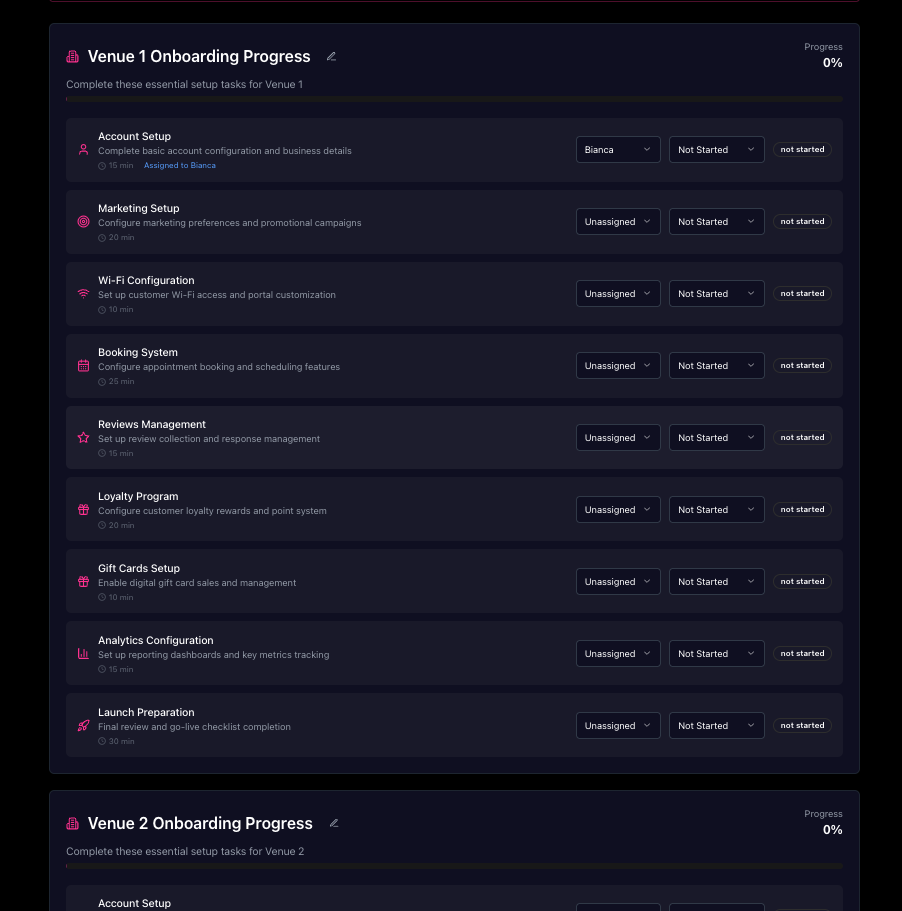 Venue 1 Onboarding Progress
Progress
0%
Complete these essential setup tasks for Venue 1
Account Setup
Complete basic account configuration and business details
15 min Assigned to Bianca
Bianca Not Started not started
Marketing Setup
Configure marketing preferences and promotional campaigns
20 min
Unassigned Not Started not started
Wi-Fi Configuration
Set up customer Wi-Fi access and portal customization
10 min
Unassigned Not Started not started
Booking System
Configure appointment booking and scheduling features
25 min
Unassigned Not Started not started
Reviews Management
Set up review collection and response management
15 min
Unassigned Not Started not started
Loyalty Program
Configure customer loyalty rewards and point system
20 min
Unassigned Not Started not started
Gift Cards Setup
Enable digital gift card sales and management
10 min
Unassigned Not Started not started
Analytics Configuration
Set up reporting dashboards and key metrics tracking
15 min
Unassigned Not Started not started
Launch Preparation
Final review and go-live checklist completion
30 min
Unassigned Not Started not started
Venue 2 Onboarding Progress
Progress
0%
Complete these essential setup tasks for Venue 2
Account Setup